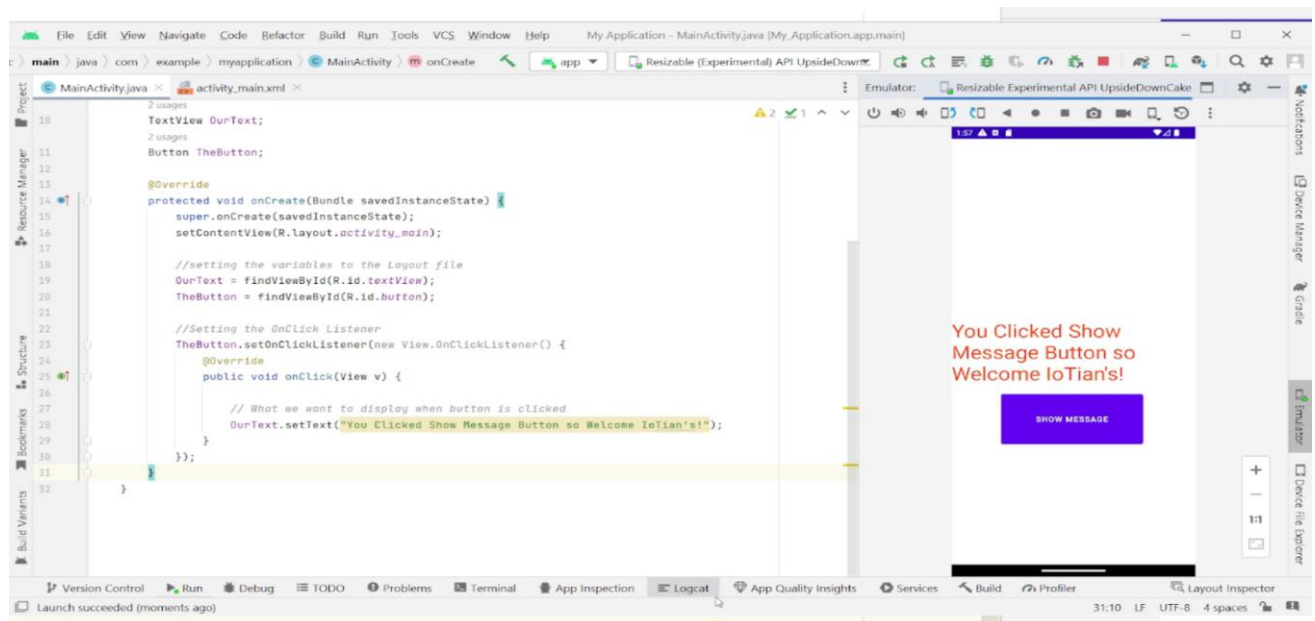 File Edit View Navigate Code Refactor Build Run Tools VCS Window Help My Application - MainActivity.java [My_Application.app.main]
main java com example myapplication MainActivity onCreate app Resizable (Experimental) API UpsideDown
MainActivity.java activity_main.xml Emulator: Resizable Experimental API UpsideDownCake
Project
Resource Manager
Structure
Bookmarks
Build Variants
2 usages
2 1
10 TextView OurText;
2 usages
11 Button TheButton;
12
13 @Override
14 protected void onCreate(Bundle savedInstanceState) {
15 super.onCreate(savedInstanceState);
16 setContentView(R.layout.activity_main);
17
18 //setting the variables to the Layout file
19 OurText = findViewById(R.id.textView);
20 TheButton = findViewById(R.id.button);
21
22 //Setting the OnClick Listener
23 TheButton.setOnClickListener(new View.OnClickListener() {
24 @Override
25 public void onClick(View v) {
26
27 // What we want to display when button is clicked
28 OurText.setText("You Clicked Show Message Button so Welcome IoTian's!");
29 }
30 });
31 }
32 }
1:57
You Clicked Show
Message Button so
Welcome IoTian's!
SHOW MESSAGE
1:1
Notifications
Device Manager
Gradle
Emulator
Device File Explorer
Version Control Run Debug TODO Problems Terminal App Inspection Logcat App Quality Insights Services Build Profiler Layout Inspector
Launch succeeded (moments ago) 31:10 LF UTF-8 4 spaces